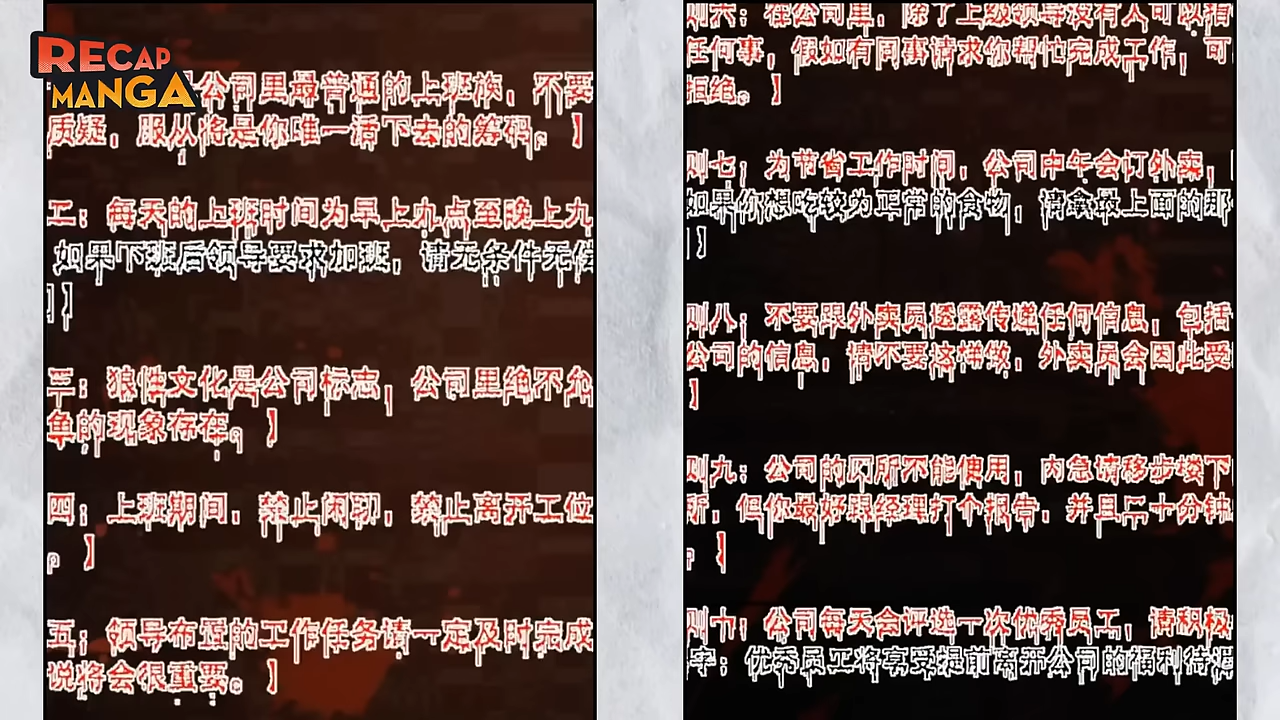 RECAP
MANGA
公司里最普通的上班族，不要
质疑，服从将是你唯一活下去的筹码。】
二：每天的上班时间为早上九点至晚上九
如果下班后领导要求加班，请无条件无偿
】
三：狼性文化是公司标志，公司里绝不允
鱼的现象存在。】
四：上班期间，禁止闲聊，禁止离开工位
。】
五：领导布置的工作任务请一定及时完成
说将会很重要。】
则六：在公司里，除了上级领导没有人可以指
任何事，假如有同事请求你帮忙完成工作，可
拒绝。】
则七：为节省工作时间，公司中午会订外卖，
如果你想吃较为正常的食物，请拿最上面的那
】
则八：不要跟外卖员透露传递任何信息，包括
公司的信息，请不要这样做，外卖员会因此受
】
则九：公司的厕所不能使用，内急请移步楼下
所，但你最好跟经理打个报告，并且二十分钟
。】
则十：公司每天会评选一次优秀员工，请积极
守：优秀员工将享受提前离开公司的福利待遇